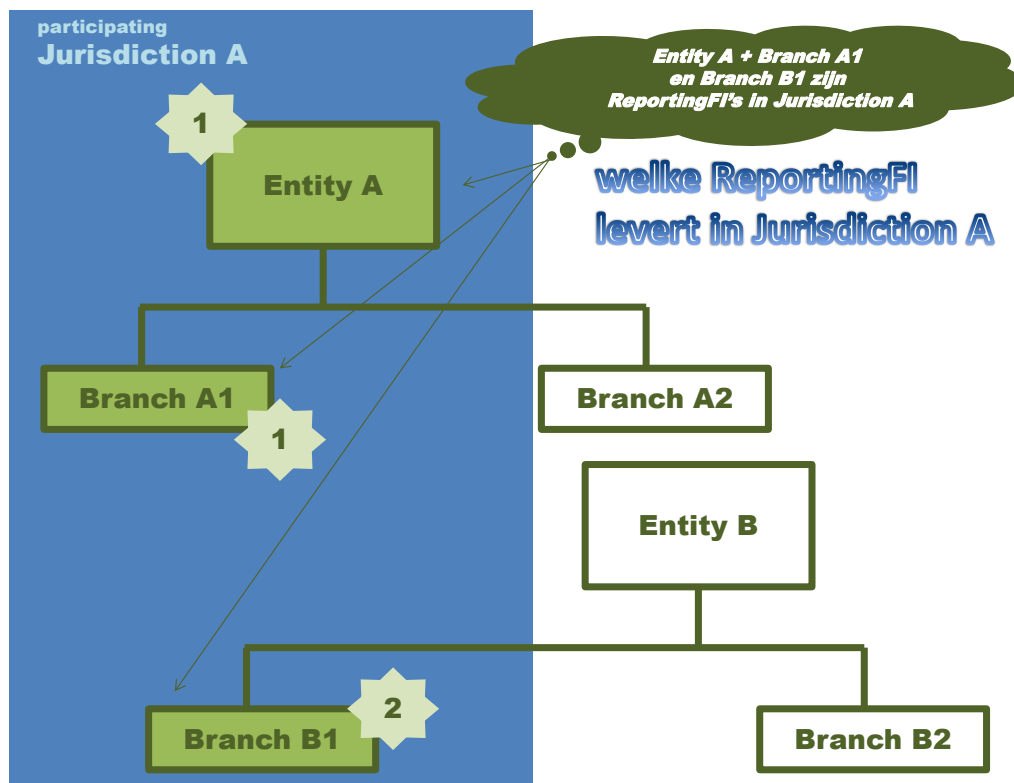 participating
Jurisdiction A
Entity A + Branch A1
en Branch B1 zijn
ReportingFI's in Jurisdiction A
welke ReportingFI
levert in Jurisdiction A
1
Entity A
Branch A1
1
Branch A2
Entity B
2
Branch B1
Branch B2